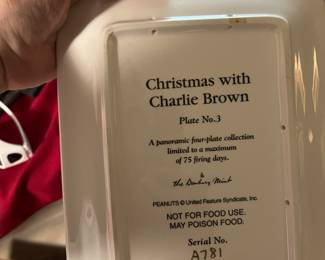 Christmas with
Charlie Brown
Plate No.3
A panoramic four-plate collection
limited to a maximum
of 75 firing days.
by
the Danbury Mint
PEANUTS © United Feature Syndicate, Inc.
NOT FOR FOOD USE.
MAY POISON FOOD.
Serial No.
A781